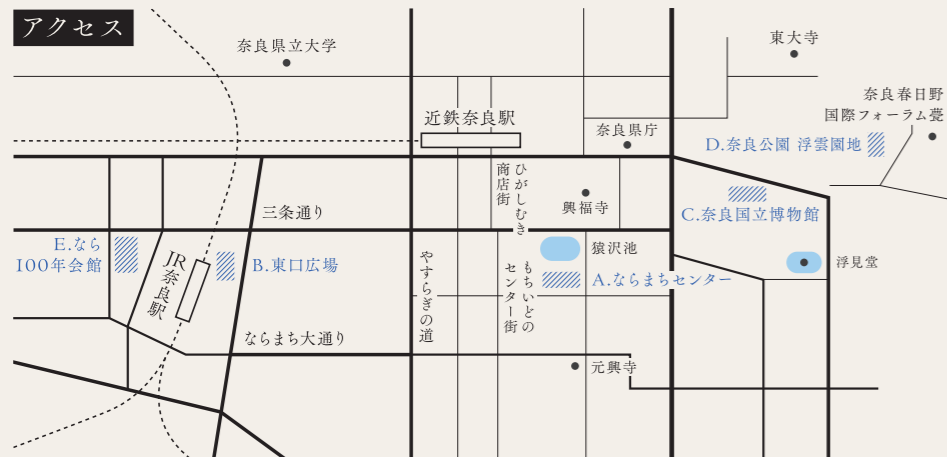 アクセス
奈良県立大学
東大寺
奈良春日野
国際フォーラム甍
近鉄奈良駅
奈良県庁
D.奈良公園 浮雲園地
ひがしむき
商店街
興福寺
C.奈良国立博物館
三条通り
E.なら
100年会館
JR
奈良駅
B.東口広場
やすらぎの道
猿沢池
浮見堂
もちいどの
センター街
A.ならまちセンター
ならまち大通り
元興寺